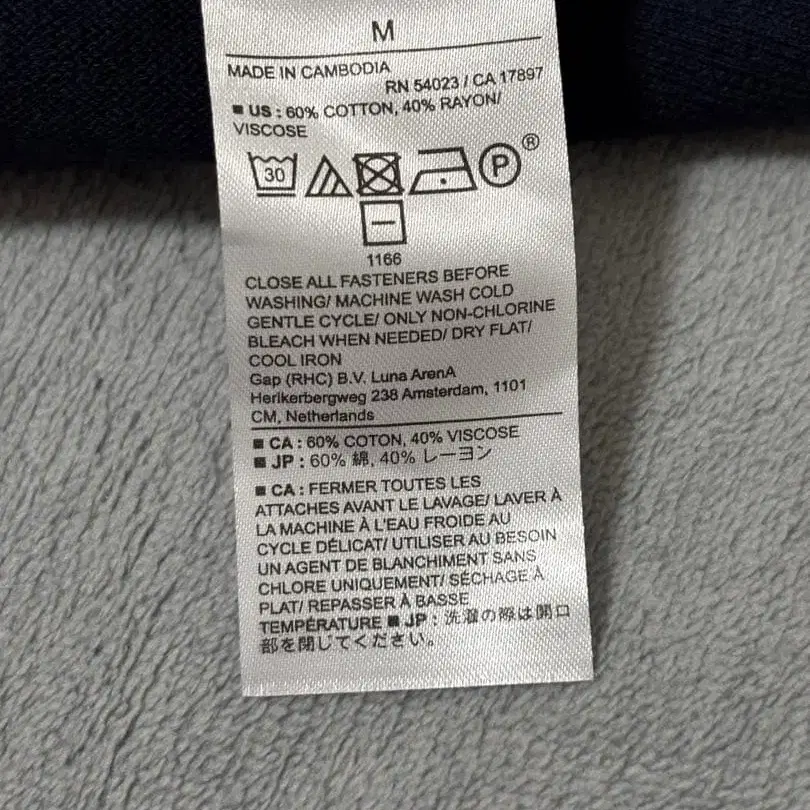 M
MADE IN CAMBODIA
RN 54023 / CA 17897
■ US : 60% COTTON, 40% RAYON/
VISCOSE
30
P ®
1166
CLOSE ALL FASTENERS BEFORE
WASHING/ MACHINE WASH COLD
GENTLE CYCLE/ ONLY NON-CHLORINE
BLEACH WHEN NEEDED/ DRY FLAT/
COOL IRON
Gap (RHC) B.V. Luna ArenA
Herikerbergweg 238 Amsterdam, 1101
CM, Netherlands
■ CA : 60% COTON, 40% VISCOSE
■ JP : 60% 綿, 40% レーヨン
■ CA : FERMER TOUTES LES
ATTACHES AVANT LE LAVAGE/ LAVER À
LA MACHINE À L'EAU FROIDE AU
CYCLE DÉLICAT/ UTILISER AU BESOIN
UN AGENT DE BLANCHIMENT SANS
CHLORE UNIQUEMENT/ SÉCHAGE À
PLAT/ REPASSER À BASSE
TEMPÉRATURE ■ JP : 洗濯の際は開口
部を閉じてください。